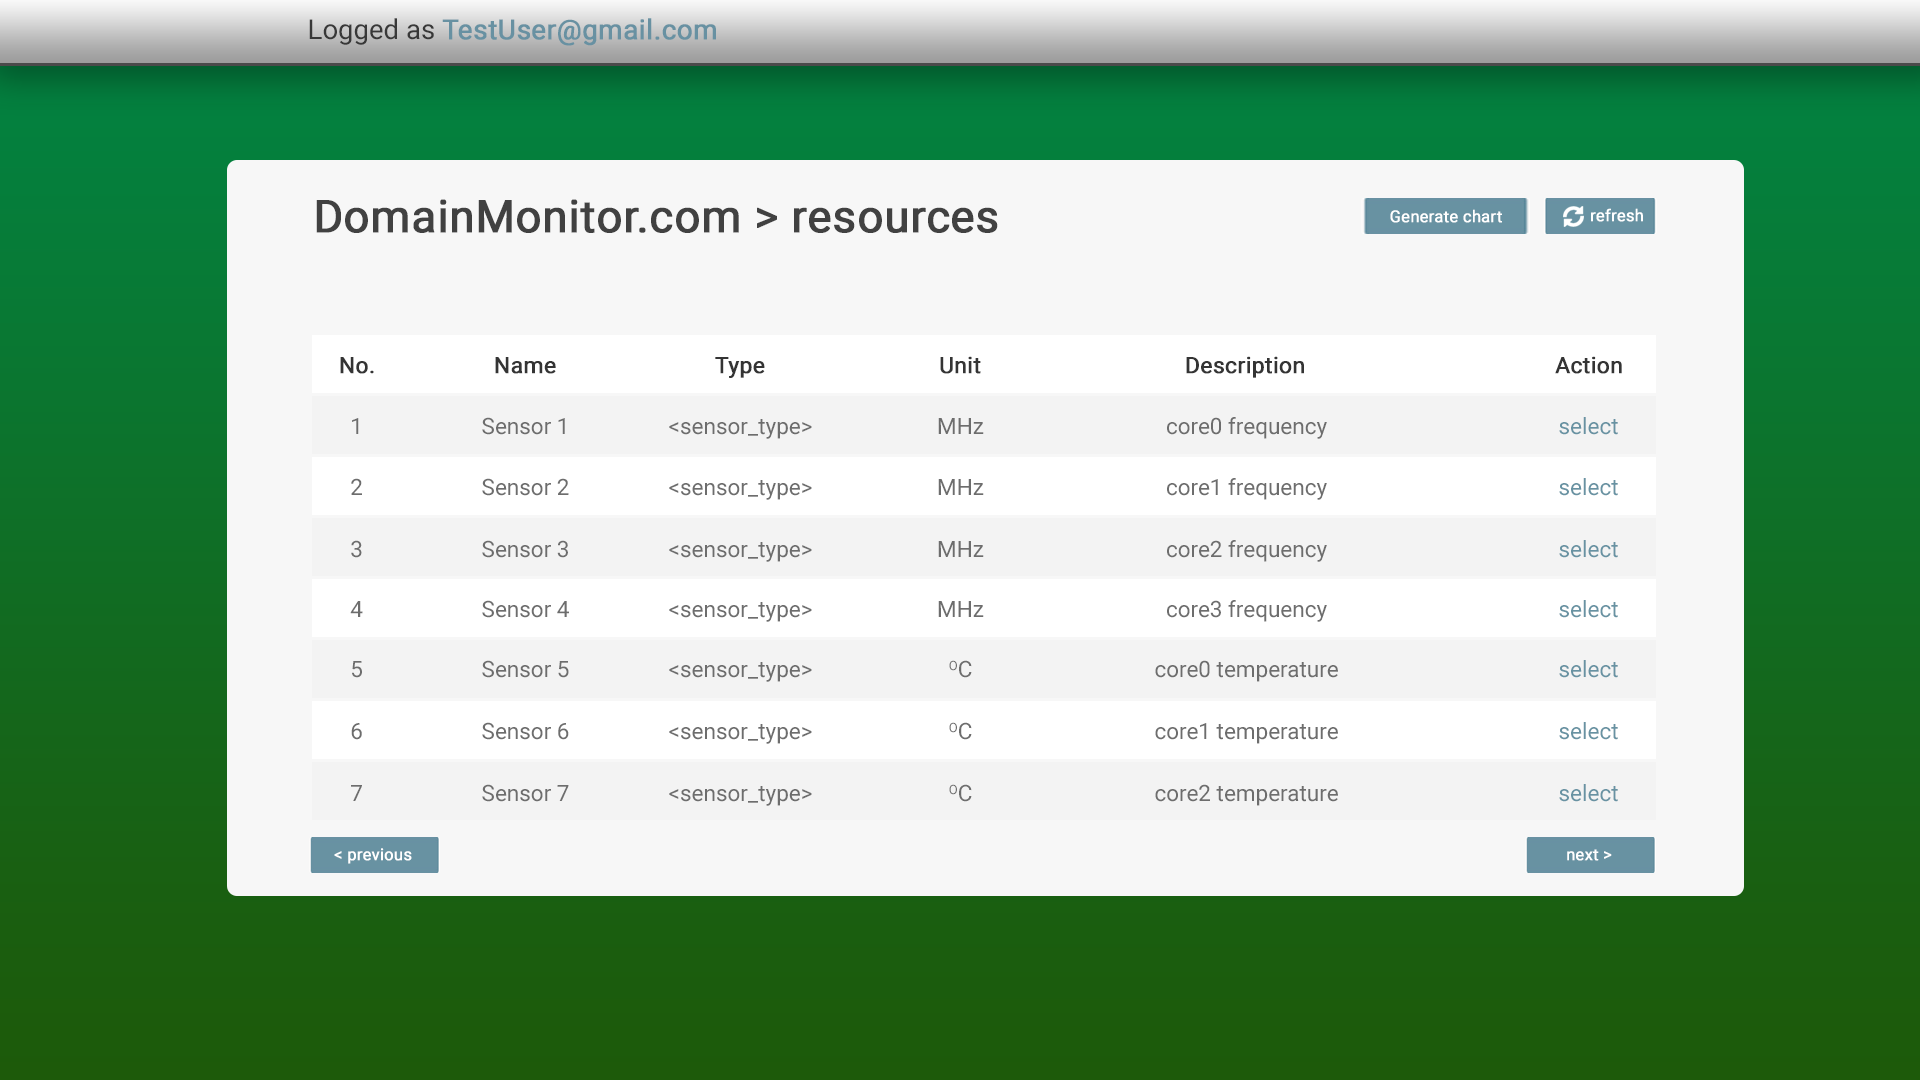 Logged as TestUser@gmail.com
DomainMonitor.com > resources
Generate chart
refresh
No. Name Type Unit Description Action
1 Sensor 1 <sensor_type> MHz core0 frequency select
2 Sensor 2 <sensor_type> MHz core1 frequency select
3 Sensor 3 <sensor_type> MHz core2 frequency select
4 Sensor 4 <sensor_type> MHz core3 frequency select
5 Sensor 5 <sensor_type> ⁰C core0 temperature select
6 Sensor 6 <sensor_type> ⁰C core1 temperature select
7 Sensor 7 <sensor_type> ⁰C core2 temperature select
< previous
next >